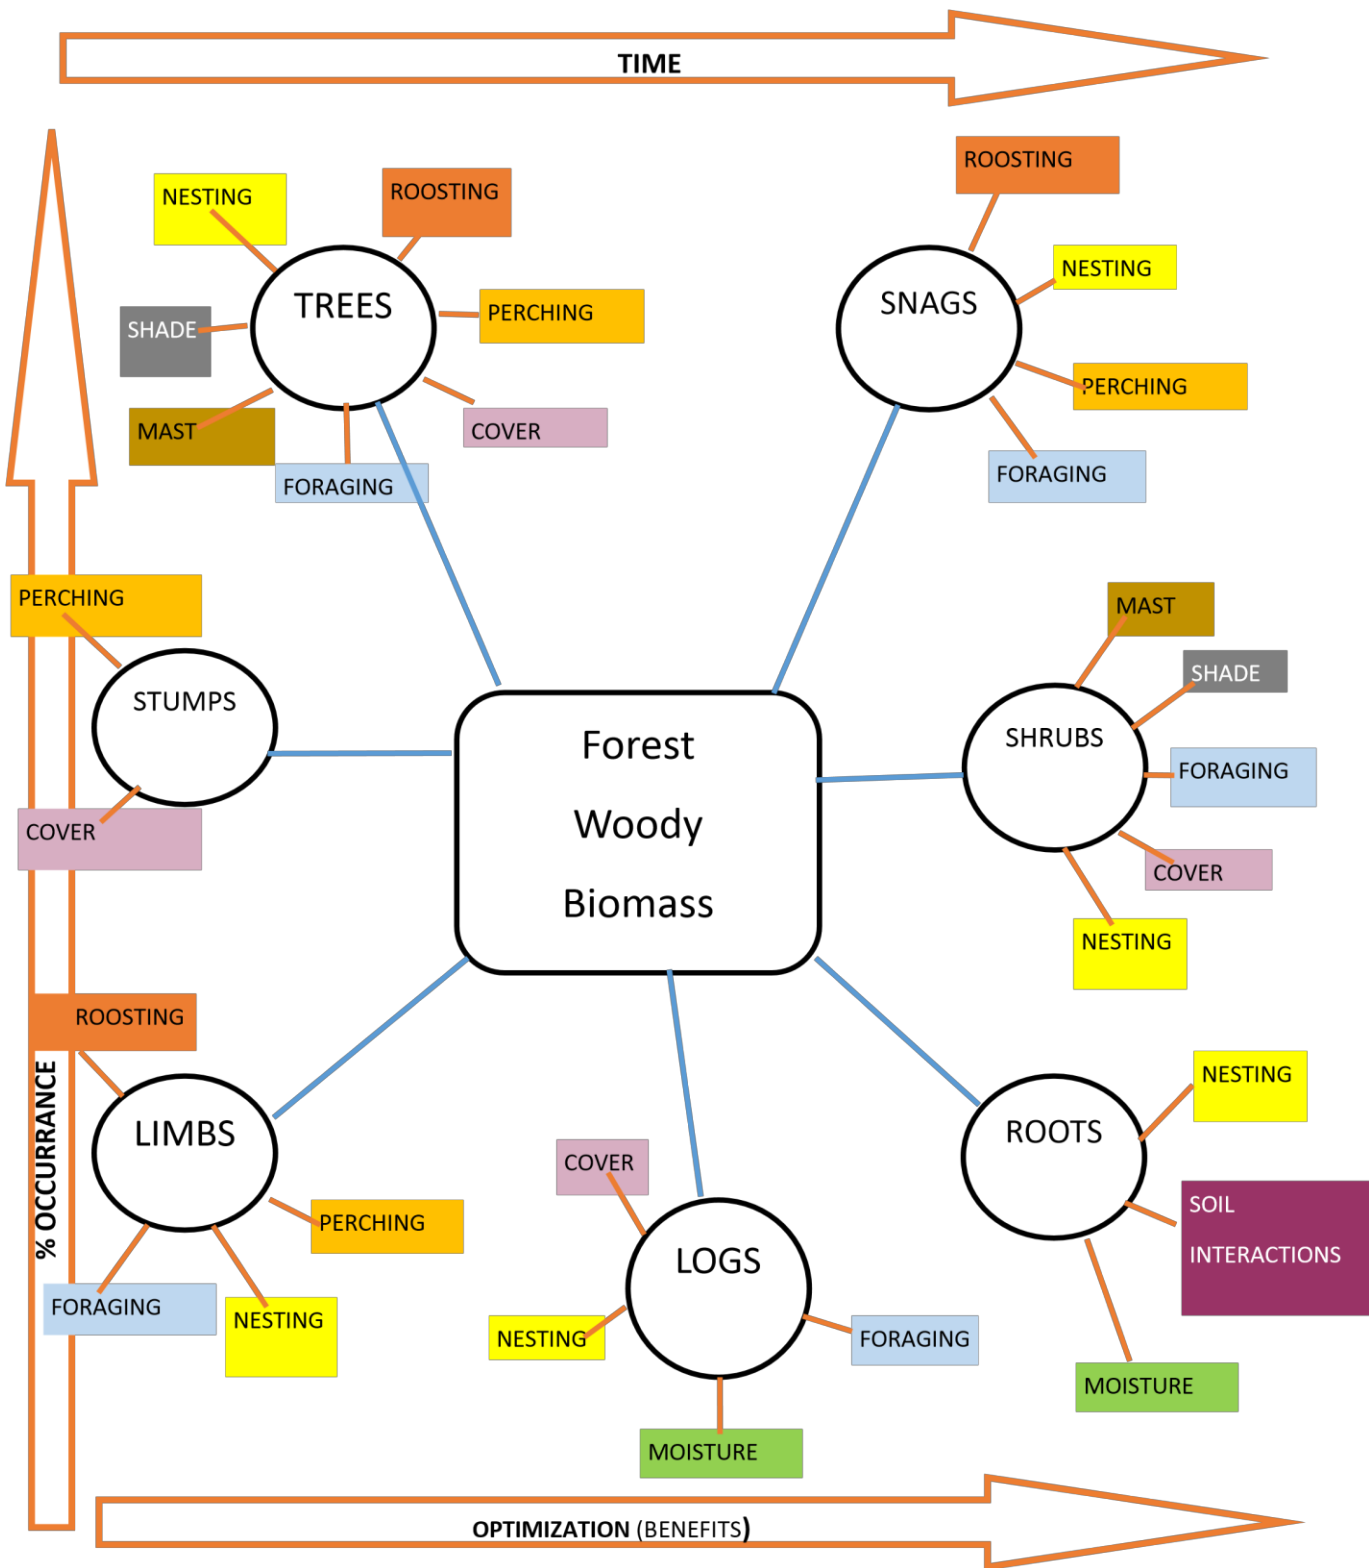 TIME
NESTING
ROOSTING
TREES
PERCHING
SHADE
MAST
COVER
FORAGING
ROOSTING
SNAGS
NESTING
PERCHING
FORAGING
PERCHING
STUMPS
COVER
Forest
Woody
Biomass
MAST
SHADE
SHRUBS
FORAGING
COVER
NESTING
ROOSTING
LIMBS
PERCHING
FORAGING
NESTING
% OCCURRANCE
COVER
LOGS
NESTING
FORAGING
MOISTURE
NESTING
ROOTS
SOIL
INTERACTIONS
MOISTURE
OPTIMIZATION (BENEFITS)